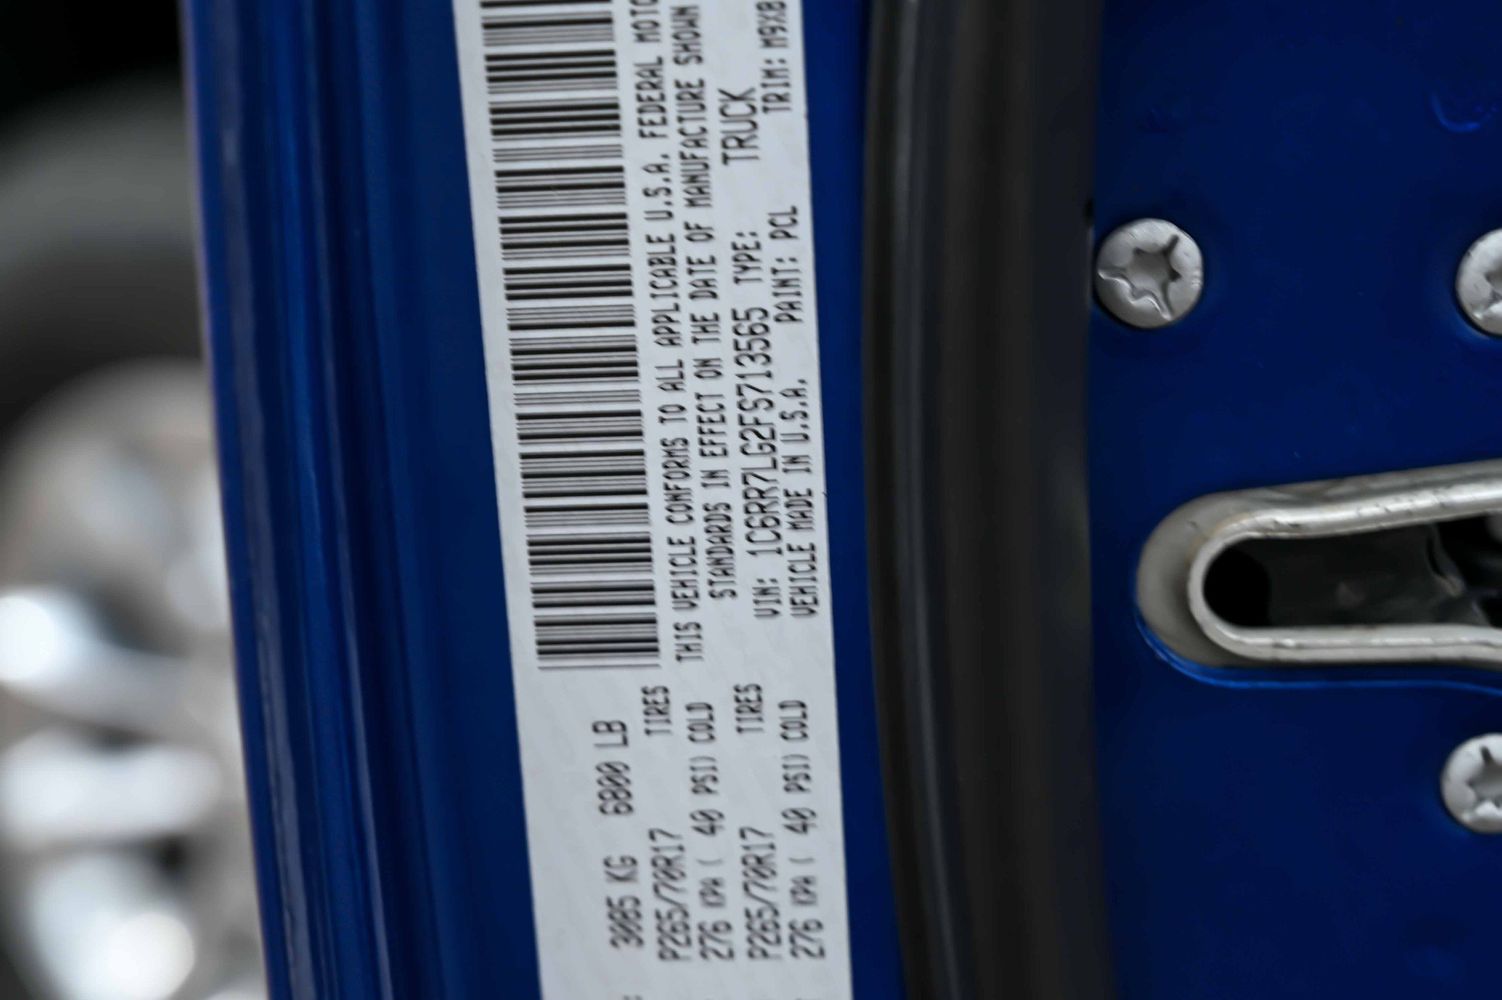 3085 KG 6800 LB
P265/70R17 TIRES
276 KPA ( 40 PSI) COLD
P265/70R17 TIRES
276 KPA ( 40 PSI) COLD
THIS VEHICLE CONFORMS TO ALL APPLICABLE U.S.A. FEDERAL MOTO
STANDARDS IN EFFECT ON THE DATE OF MANUFACTURE SHOWN
VIN: 1C6RR7LG2FS713565 TYPE: TRUCK
VEHICLE MADE IN U.S.A. PAINT: PCL TRIM: M9X8